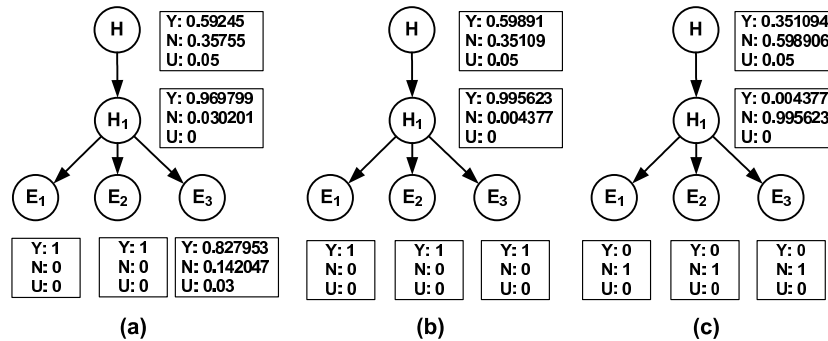 H
Y: 0.59245
N: 0.35755
U: 0.05
H1
Y: 0.969799
N: 0.030201
U: 0
E1
E2
E3
Y: 1
N: 0
U: 0
Y: 1
N: 0
U: 0
Y: 0.827953
N: 0.142047
U: 0.03
(a)
H
Y: 0.59891
N: 0.35109
U: 0.05
H1
Y: 0.995623
N: 0.004377
U: 0
E1
E2
E3
Y: 1
N: 0
U: 0
Y: 1
N: 0
U: 0
Y: 1
N: 0
U: 0
(b)
H
Y: 0.351094
N: 0.598906
U: 0.05
H1
Y: 0.004377
N: 0.995623
U: 0
E1
E2
E3
Y: 0
N: 1
U: 0
Y: 0
N: 1
U: 0
Y: 0
N: 1
U: 0
(c)